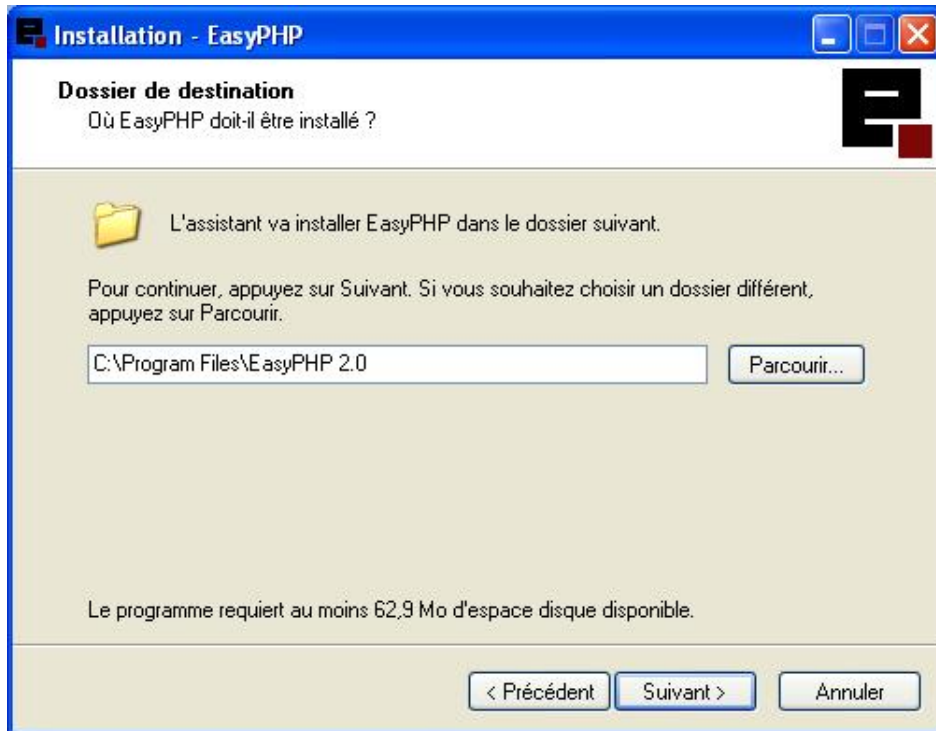 Installation - EasyPHP
Dossier de destination
Où EasyPHP doit-il être installé ?
L'assistant va installer EasyPHP dans le dossier suivant.
Pour continuer, appuyez sur Suivant. Si vous souhaitez choisir un dossier différent,
appuyez sur Parcourir.
C:\Program Files\EasyPHP 2.0
Parcourir...
Le programme requiert au moins 62,9 Mo d'espace disque disponible.
< Précédent
Suivant >
Annuler